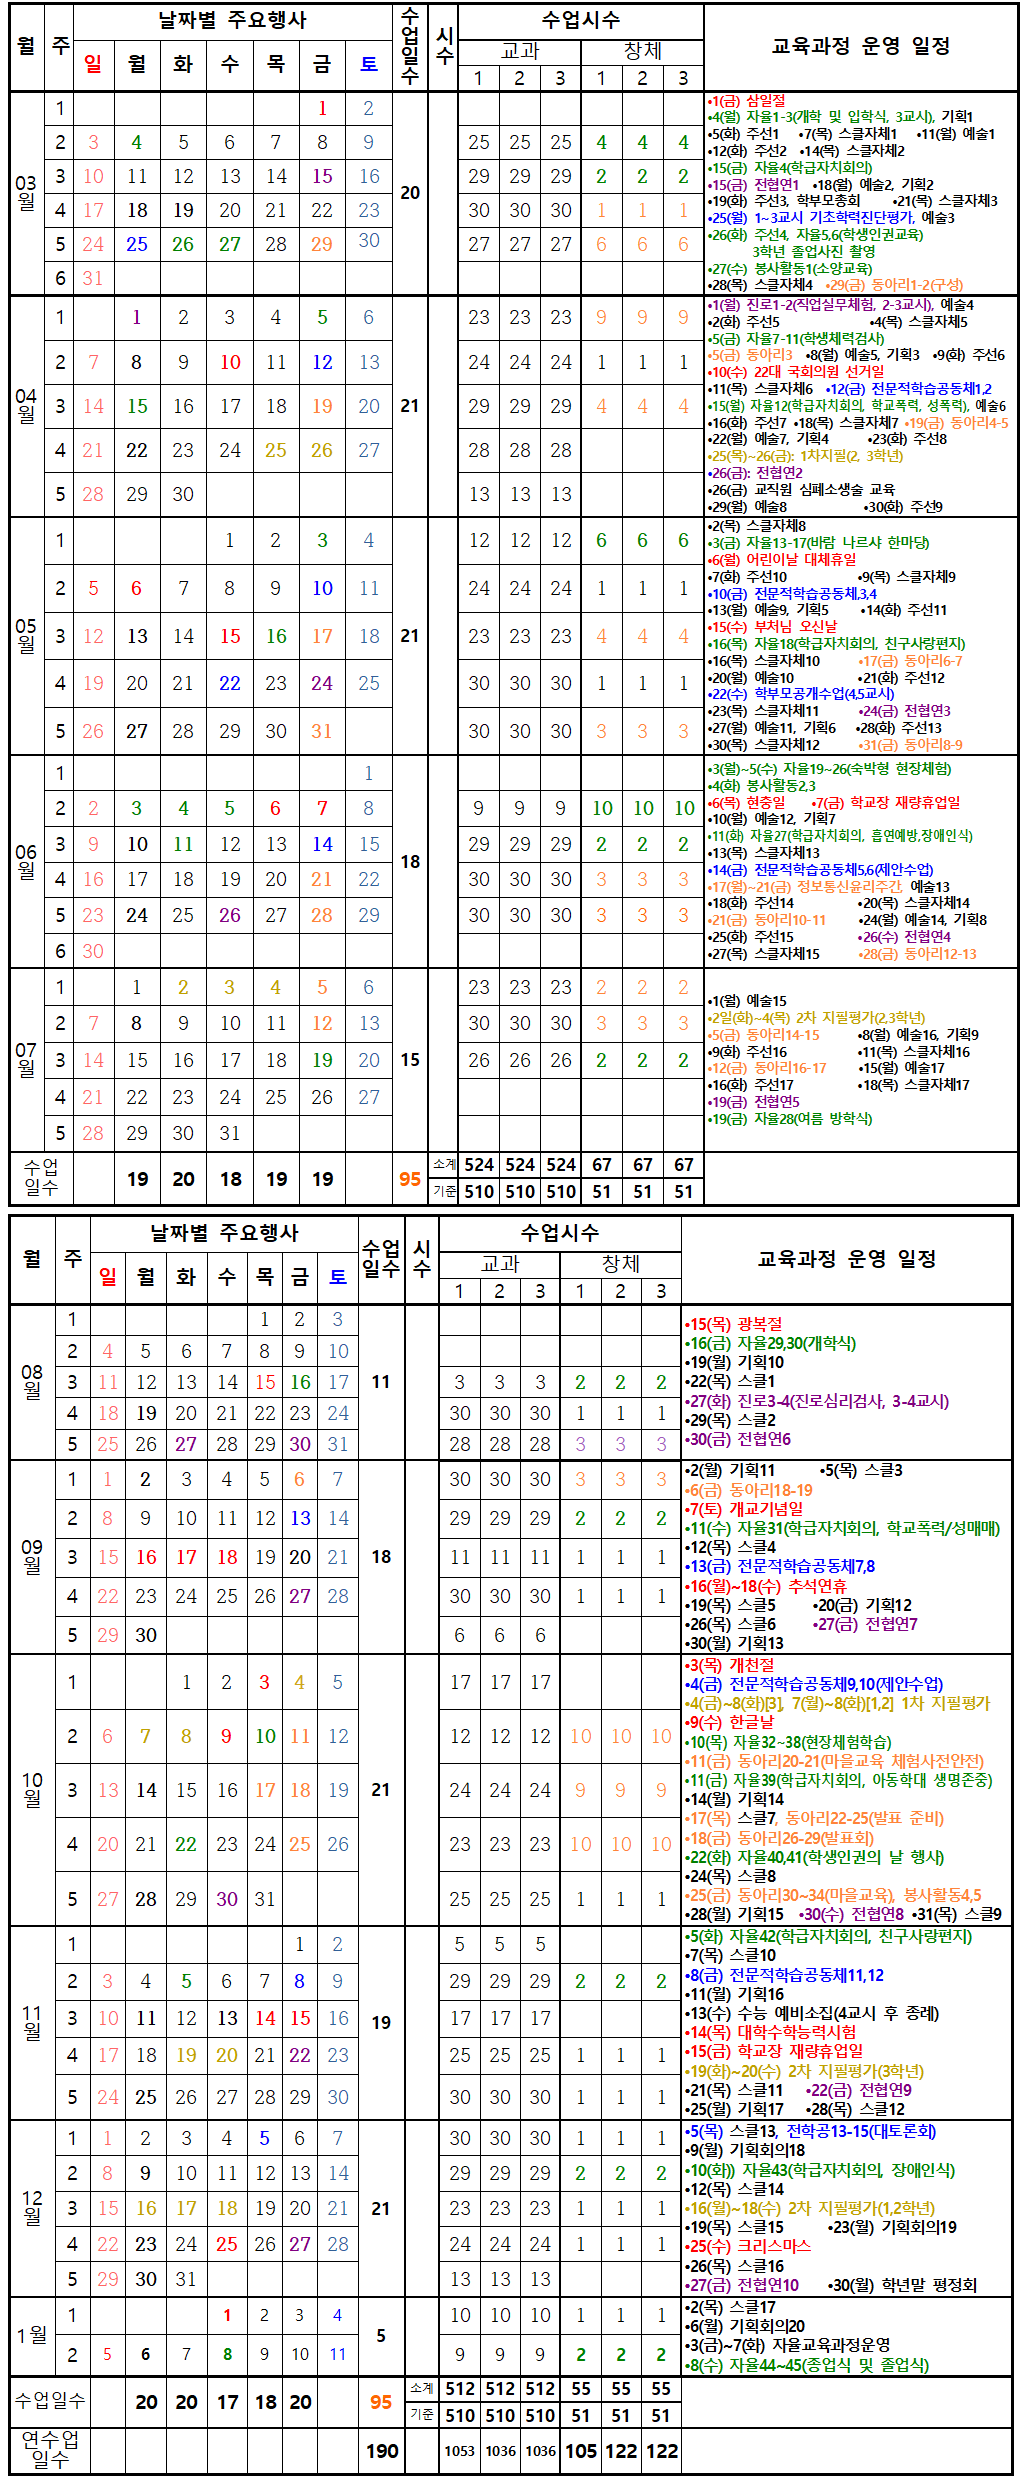 월 주 날짜별 주요행사 수업일수 시수 수업시수 교육과정 운영 일정
일 월 화 수 목 금 토 교과 창체
1 2 3 1 2 3
03월 20
1 1 2
2 3 4 5 6 7 8 9 25 25 25 4 4 4
3 10 11 12 13 14 15 16 29 29 29 2 2 2
4 17 18 19 20 21 22 23 30 30 30 1 1 1
5 24 25 26 27 28 29 30 27 27 27 6 6 6
6 31
•1(금) 삼일절
•4(월) 자율1-3(개학 및 입학식, 3교시), 기획1
•5(화) 주선1 •7(목) 스클자체1 •11(월) 예술1
•12(화) 주선2 •14(목) 스클자체2
•15(금) 자율4(학급자치회의)
•15(금) 전협연1 •18(월) 예술2, 기획2
•19(화) 주선3, 학부모총회 •21(목) 스클자체3
•25(월) 1~3교시 기초학력진단평가, 예술3
•26(화) 주선4, 자율5,6(학생인권교육)
3학년 졸업사진 촬영
•27(수) 봉사활동1(소양교육)
•28(목) 스클자체4 •29(금) 동아리1-2(구성)
04월 21
1 1 2 3 4 5 6 23 23 23 9 9 9
2 7 8 9 10 11 12 13 24 24 24 1 1 1
3 14 15 16 17 18 19 20 29 29 29 4 4 4
4 21 22 23 24 25 26 27 28 28 28
5 28 29 30 13 13 13
•1(월) 진로1-2(직업실무체험, 2-3교시), 예술4
•2(화) 주선5 •4(목) 스클자체5
•5(금) 자율7-11(학생체력검사)
•5(금) 동아리3 •8(월) 예술5, 기획3 •9(화) 주선6
•10(수) 22대 국회의원 선거일
•11(목) 스클자체6 •12(금) 전문적학습공동체1,2
•15(월) 자율12(학급자치회의, 학교폭력, 성폭력), 예술6
•16(화) 주선7 •18(목) 스클자체7 •19(금) 동아리4-5
•22(월) 예술7, 기획4 •23(화) 주선8
•25(목)~26(금): 1차지필(2, 3학년)
•26(금): 전협연2
•26(금) 교직원 심폐소생술 교육
•29(월) 예술8 •30(화) 주선9
05월 21
1 1 2 3 4 12 12 12 6 6 6
2 5 6 7 8 9 10 11 24 24 24 1 1 1
3 12 13 14 15 16 17 18 23 23 23 4 4 4
4 19 20 21 22 23 24 25 30 30 30 1 1 1
5 26 27 28 29 30 31 30 30 30 3 3 3
•2(목) 스클자체8
•3(금) 자율13-17(바람 나르샤 한마당)
•6(월) 어린이날 대체휴일
•7(화) 주선10 •9(목) 스클자체9
•10(금) 전문적학습공동체,3,4
•13(월) 예술9, 기획5 •14(화) 주선11
•15(수) 부처님 오신날
•16(목) 자율18(학급자치회의, 친구사랑편지)
•16(목) 스클자체10 •17(금) 동아리6-7
•20(월) 예술10 •21(화) 주선12
•22(수) 학부모공개수업(4,5교시)
•23(목) 스클자체11 •24(금) 전협연3
•27(월) 예술11, 기획6 •28(화) 주선13
•30(목) 스클자체12 •31(금) 동아리8-9
06월 18
1 1
2 2 3 4 5 6 7 8 9 9 9 10 10 10
3 9 10 11 12 13 14 15 29 29 29 2 2 2
4 16 17 18 19 20 21 22 30 30 30 3 3 3
5 23 24 25 26 27 28 29 30 30 30 3 3 3
6 30
•3(월)~5(수) 자율19~26(숙박형 현장체험)
•4(화) 봉사활동2,3
•6(목) 현충일 •7(금) 학교장 재량휴업일
•10(월) 예술12, 기획7
•11(화) 자율27(학급자치회의, 흡연예방,장애인식)
•13(목) 스클자체13
•14(금) 전문적학습공동체5,6(제안수업)
•17(월)~21(금) 정보통신윤리주간, 예술13
•18(화) 주선14 •20(목) 스클자체14
•21(금) 동아리10-11 •24(월) 예술14, 기획8
•25(화) 주선15 •26(수) 전협연4
•27(목) 스클자체15 •28(금) 동아리12-13
07월 15
1 1 2 3 4 5 6 23 23 23 2 2 2
2 7 8 9 10 11 12 13 30 30 30 3 3 3
3 14 15 16 17 18 19 20 26 26 26 2 2 2
4 21 22 23 24 25 26 27
5 28 29 30 31
•1(월) 예술15
•2일(화)~4(목) 2차 지필평가(2,3학년)
•5(금) 동아리14-15 •8(월) 예술16, 기획9
•9(화) 주선16 •11(목) 스클자체16
•12(금) 동아리16-17 •15(월) 예술17
•16(화) 주선17 •18(목) 스클자체17
•19(금) 전협연5
•19(금) 자율28(여름 방학식)
수업일수 19 20 18 19 19 95 소계 524 524 524 67 67 67
기준 510 510 510 51 51 51
월 주 날짜별 주요행사 수업일수 시수 수업시수 교육과정 운영 일정
일 월 화 수 목 금 토 교과 창체
1 2 3 1 2 3
08월 11
1 1 2 3
2 4 5 6 7 8 9 10
3 11 12 13 14 15 16 17 3 3 3 2 2 2
4 18 19 20 21 22 23 24 30 30 30 1 1 1
5 25 26 27 28 29 30 31 28 28 28 3 3 3
•15(목) 광복절
•16(금) 자율29,30(개학식)
•19(월) 기획10
•22(목) 스클1
•27(화) 진로3-4(진로심리검사, 3-4교시)
•29(목) 스클2
•30(금) 전협연6
09월 18
1 1 2 3 4 5 6 7 30 30 30 3 3 3
2 8 9 10 11 12 13 14 29 29 29 2 2 2
3 15 16 17 18 19 20 21 11 11 11 1 1 1
4 22 23 24 25 26 27 28 30 30 30 1 1 1
5 29 30 6 6 6
•2(월) 기획11 •5(목) 스클3
•6(금) 동아리18-19
•7(토) 개교기념일
•11(수) 자율31(학급자치회의, 학교폭력/성매매)
•12(목) 스클4
•13(금) 전문적학습공동체7,8
•16(월)~18(수) 추석연휴
•19(목) 스클5 •20(금) 기획12
•26(목) 스클6 •27(금) 전협연7
•30(월) 기획13
10월 21
1 1 2 3 4 5 17 17 17
2 6 7 8 9 10 11 12 12 12 12 10 10 10
3 13 14 15 16 17 18 19 24 24 24 9 9 9
4 20 21 22 23 24 25 26 23 23 23 10 10 10
5 27 28 29 30 31 25 25 25 1 1 1
•3(목) 개천절
•4(금) 전문적학습공동체9,10(제안수업)
•4(금)~8(화)[3], 7(월)~8(화)[1,2] 1차 지필평가
•9(수) 한글날
•10(목) 자율32~38(현장체험학습)
•11(금) 동아리20-21(마을교육 체험사전안전)
•11(금) 자율39(학급자치회의, 아동학대 생명존중)
•14(월) 기획14
•17(목) 스클7, 동아리22-25(발표 준비)
•18(금) 동아리26-29(발표회)
•22(화) 자율40,41(학생인권의 날 행사)
•24(목) 스클8
•25(금) 동아리30~34(마을교육), 봉사활동4,5
•28(월) 기획15 •30(수) 전협연8 •31(목) 스클9
11월 19
1 1 2 5 5 5
2 3 4 5 6 7 8 9 29 29 29 2 2 2
3 10 11 12 13 14 15 16 17 17 17
4 17 18 19 20 21 22 23 25 25 25 1 1 1
5 24 25 26 27 28 29 30 30 30 30 1 1 1
•5(화) 자율42(학급자치회의, 친구사랑편지)
•7(목) 스클10
•8(금) 전문적학습공동체11,12
•11(월) 기획16
•13(수) 수능 예비소집(4교시 후 종례)
•14(목) 대학수학능력시험
•15(금) 학교장 재량휴업일
•19(화)~20(수) 2차 지필평가(3학년)
•21(목) 스클11 •22(금) 전협연9
•25(월) 기획17 •28(목) 스클12
12월 21
1 1 2 3 4 5 6 7 30 30 30 1 1 1
2 8 9 10 11 12 13 14 29 29 29 2 2 2
3 15 16 17 18 19 20 21 23 23 23 1 1 1
4 22 23 24 25 26 27 28 24 24 24 1 1 1
5 29 30 31 13 13 13
•5(목) 스클13, 전학공13-15(대토론회)
•9(월) 기획회의18
•10(화)) 자율43(학급자치회의, 장애인식)
•12(목) 스클14
•16(월)~18(수) 2차 지필평가(1,2학년)
•19(목) 스클15 •23(월) 기획회의19
•25(수) 크리스마스
•26(목) 스클16
•27(금) 전협연10 •30(월) 학년말 평정회
1월 5
1 1 2 3 4 10 10 10 1 1 1
2 5 6 7 8 9 10 11 9 9 9 2 2 2
•2(목) 스클17
•6(월) 기획회의20
•3(금)~7(화) 자율교육과정운영
•8(수) 자율44~45(종업식 및 졸업식)
수업일수 20 20 17 18 20 95 소계 512 512 512 55 55 55
기준 510 510 510 51 51 51
연수업일수 190 1053 1036 1036 105 122 122